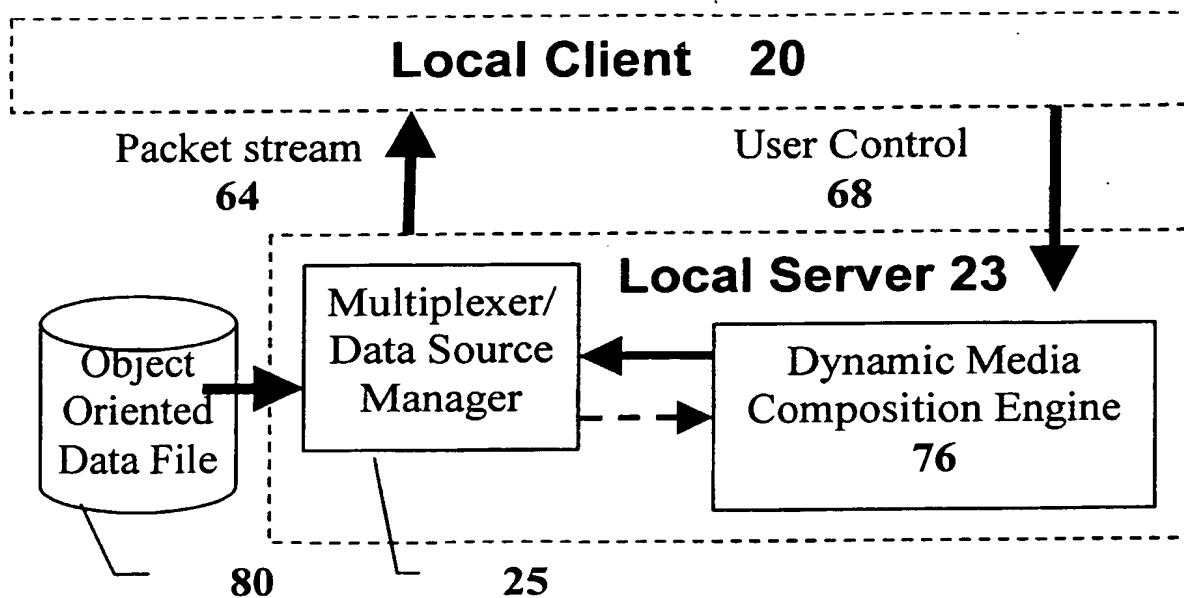 Local Client 20
Packet stream
64
User Control
68
Local Server 23
Multiplexer/
Data Source
Manager
Object
Oriented
Data File
Dynamic Media
Composition Engine
76
80
25